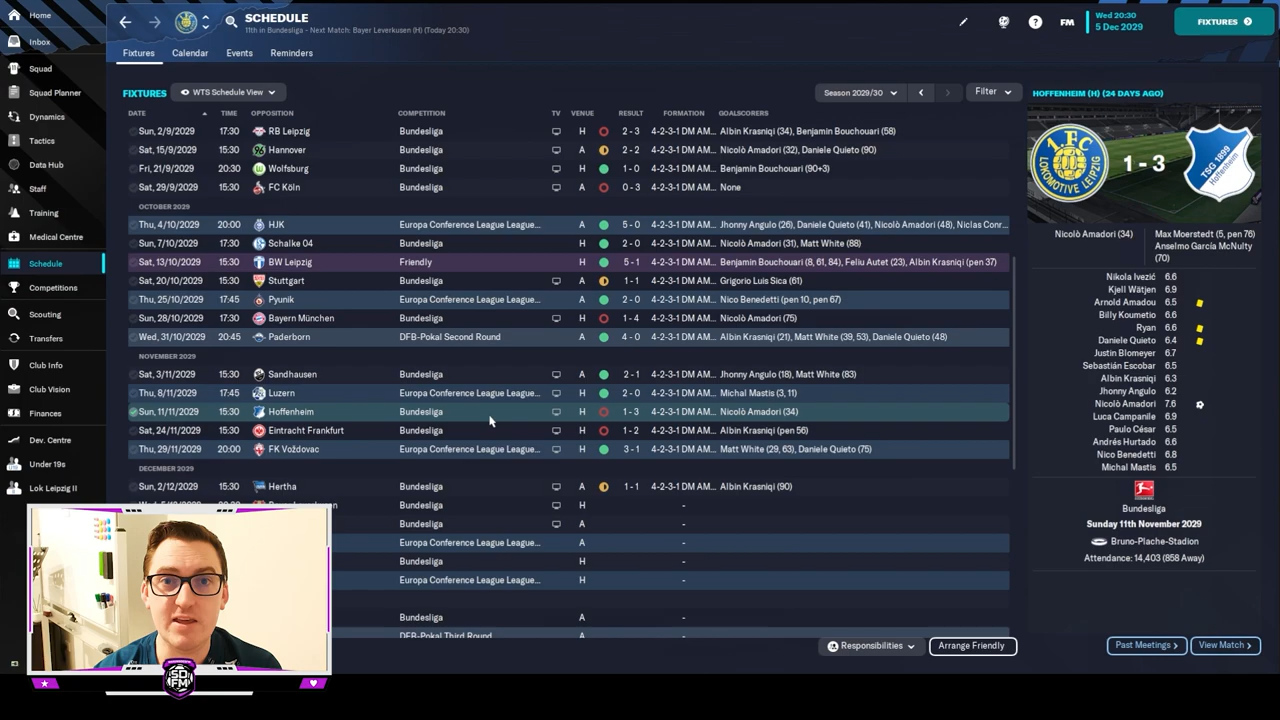 Home
SCHEDULE
11th in Bundesliga - Next Match: Bayer Leverkusen (H) (Today 20:30)
FM
Wed 20:30
5 Dec 2029
FIXTURES
Inbox
Squad
Squad Planner
Dynamics
Tactics
Data Hub
Staff
Training
Medical Centre
Schedule
Competitions
Scouting
Transfers
Club Info
Club Vision
Finances
Dev. Centre
Under 19s
Lok Leipzig II
Fixtures Calendar Events Reminders
FIXTURES WTS Schedule View Season 2029/30 Filter
DATE TIME OPPOSITION COMPETITION TV VENUE RESULT FORMATION GOALSCORERS
Sun, 2/9/2029 17:30 RB Leipzig Bundesliga H 2 - 3 4-2-3-1 DM AM... Albin Krasniqi (34), Benjamin Bouchouari (58)
Sat, 15/9/2029 15:30 Hannover Bundesliga A 2 - 2 4-2-3-1 DM AM... Nicolò Amadori (32), Daniele Quieto (90)
Fri, 21/9/2029 20:30 Wolfsburg Bundesliga H 1 - 0 4-2-3-1 DM AM... Benjamin Bouchouari (90+3)
Sat, 29/9/2029 15:30 FC Köln Bundesliga A 0 - 3 4-2-3-1 DM AM... None
OCTOBER 2029
Thu, 4/10/2029 20:00 HJK Europa Conference League League... A 5 - 0 4-2-3-1 DM AM... Jhonny Angulo (26), Daniele Quieto (41), Nicolò Amadori (48), Niclas Conr...
Sun, 7/10/2029 17:30 Schalke 04 Bundesliga H 2 - 0 4-2-3-1 DM AM... Nicolò Amadori (31), Matt White (88)
Sat, 13/10/2029 15:30 BW Leipzig Friendly H 5 - 1 4-2-3-1 DM AM... Benjamin Bouchouari (8, 61, 84), Feliu Autet (23), Albin Krasniqi (pen 37)
Sat, 20/10/2029 15:30 Stuttgart Bundesliga A 1 - 1 4-2-3-1 DM AM... Grigorio Luis Sica (61)
Thu, 25/10/2029 17:45 Pyunik Europa Conference League League... A 2 - 0 4-2-3-1 DM AM... Nico Benedetti (pen 10, pen 67)
Sun, 28/10/2029 17:30 Bayern München Bundesliga H 1 - 4 4-2-3-1 DM AM... Nicolò Amadori (75)
Wed, 31/10/2029 20:45 Paderborn DFB-Pokal Second Round A 4 - 0 4-2-3-1 DM AM... Albin Krasniqi (21), Matt White (39, 53), Daniele Quieto (48)
NOVEMBER 2029
Sat, 3/11/2029 15:30 Sandhausen Bundesliga A 2 - 1 4-2-3-1 DM AM... Jhonny Angulo (18), Matt White (83)
Thu, 8/11/2029 17:45 Luzern Europa Conference League League... H 2 - 0 4-2-3-1 DM AM... Michal Mastis (3, 11)
Sun, 11/11/2029 15:30 Hoffenheim Bundesliga H 1 - 3 4-2-3-1 DM AM... Nicolò Amadori (34)
Sat, 24/11/2029 15:30 Eintracht Frankfurt Bundesliga H 1 - 2 4-2-3-1 DM AM... Albin Krasniqi (pen 56)
Thu, 29/11/2029 20:00 FK Voždovac Europa Conference League League... H 3 - 1 4-2-3-1 DM AM... Matt White (29, 63), Daniele Quieto (75)
DECEMBER 2029
Sun, 2/12/2029 15:30 Hertha Bundesliga A 1 - 1 4-2-3-1 DM AM... Albin Krasniqi (90)
Bundesliga H -
Bundesliga A -
Europa Conference League League... A -
Bundesliga H -
Europa Conference League League... H -
Bundesliga A -
DFB-Pokal Third Round A -
Responsibilities Arrange Friendly
HOFFENHEIM (H) (24 DAYS AGO)
1.FC
LOKOMOTIVE LEIPZIG
1 - 3
TSG 1899
Hoffenheim
Nicolò Amadori (34)
Max Moerstedt (5, pen 76)
Anselmo García McNulty
(70)
Nikola Ivezić 6.6
Kjell Wätjen 6.9
Arnold Amadou 6.5
Billy Koumetio 6.6
Ryan 6.6
Daniele Quieto 6.4
Justin Blomeyer 6.7
Sebastián Escobar 6.5
Albin Krasniqi 6.3
Jhonny Angulo 6.2
Nicolò Amadori 7.6
Luca Campanile 6.9
Paulo César 6.5
Andrés Hurtado 6.6
Nico Benedetti 6.8
Michal Mastis 6.5
Bundesliga
Sunday 11th November 2029
Bruno-Plache-Stadion
Attendance: 14,403 (858 Away)
Past Meetings
View Match
SD
FM